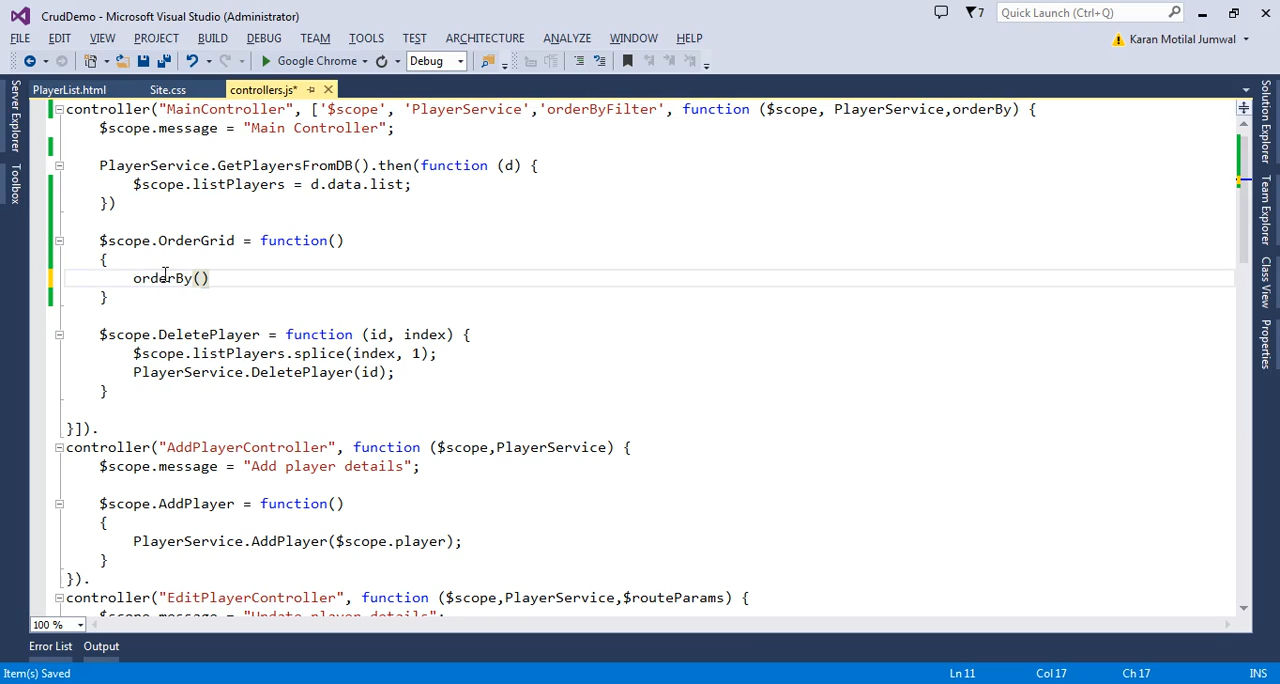 CrudDemo - Microsoft Visual Studio (Administrator)
7
Quick Launch (Ctrl+Q)
FILE EDIT VIEW PROJECT BUILD DEBUG TEAM TOOLS TEST ARCHITECTURE ANALYZE WINDOW HELP
Karan Motilal Jumwal
Google Chrome
Debug
PlayerList.html Site.css controllers.js*
Server Explorer
Toolbox
controller("MainController", ['$scope', 'PlayerService','orderByFilter', function ($scope, PlayerService,orderBy) {
$scope.message = "Main Controller";
PlayerService.GetPlayersFromDB().then(function (d) {
$scope.listPlayers = d.data.list;
})
$scope.OrderGrid = function()
{
orderBy()
}
$scope.DeletePlayer = function (id, index) {
$scope.listPlayers.splice(index, 1);
PlayerService.DeletePlayer(id);
}
}]).
controller("AddPlayerController", function ($scope,PlayerService) {
$scope.message = "Add player details";
$scope.AddPlayer = function()
{
PlayerService.AddPlayer($scope.player);
}
}).
controller("EditPlayerController", function ($scope,PlayerService,$routeParams) {
$scope.message = "Update player details";
Solution Explorer
Team Explorer
Class View
Properties
100 %
Error List Output
Item(s) Saved
Ln 11 Col 17 Ch 17 INS